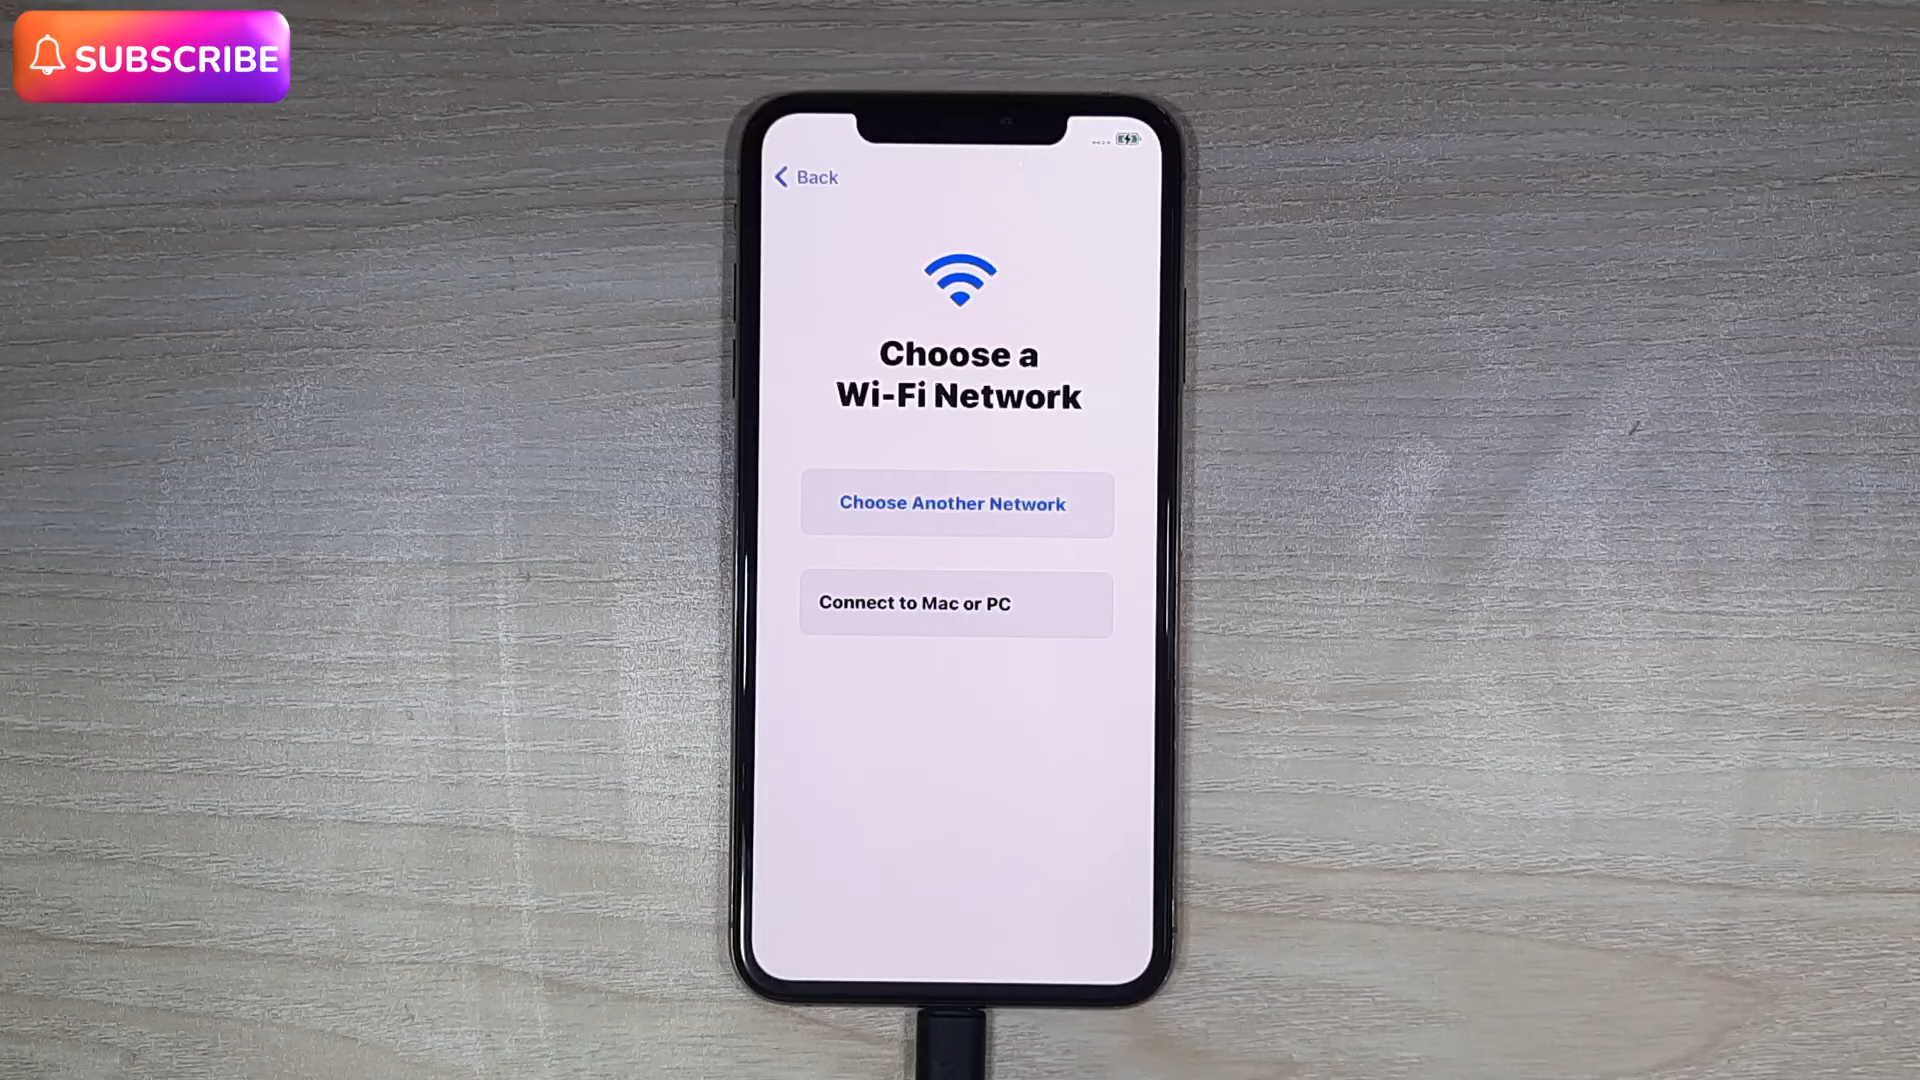 SUBSCRIBE
Back
Choose a
Wi-Fi Network
Choose Another Network
Connect to Mac or PC